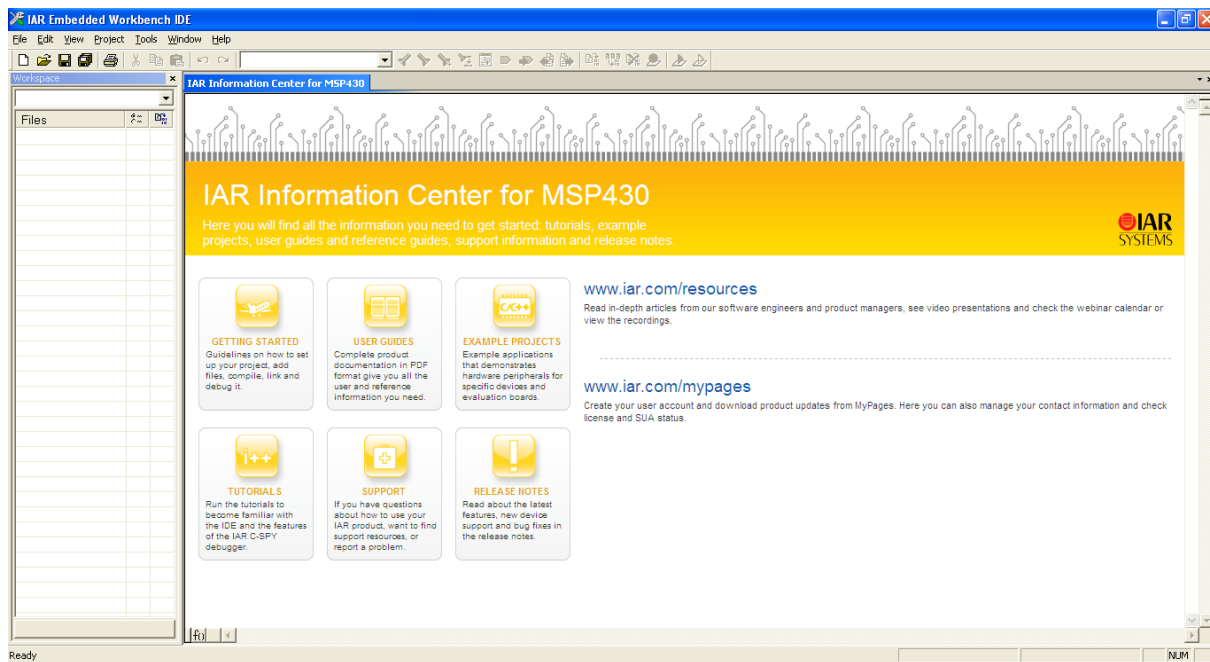 IAR Embedded Workbench IDE
File Edit View Project Tools Window Help
Workspace
IAR Information Center for MSP430
Files
IAR Information Center for MSP430
Here you will find all the information you need to get started: tutorials, example
projects, user guides and reference guides, support information and release notes.
IAR
SYSTEMS
GETTING STARTED
Guidelines on how to set
up your project, add
files, compile, link and
debug it.
USER GUIDES
Complete product
documentation in PDF
format give you all the
user and reference
information you need.
C/C++
EXAMPLE PROJECTS
Example applications
that demonstrates
hardware peripherals for
specific devices and
evaluation boards.
www.iar.com/resources
Read in-depth articles from our software engineers and product managers, see video presentations and check the webinar calendar or
view the recordings.
www.iar.com/mypages
Create your user account and download product updates from MyPages. Here you can also manage your contact information and check
license and SUA status.
i++
TUTORIALS
Run the tutorials to
become familiar with
the IDE and the features
of the IAR C-SPY
debugger.
SUPPORT
If you have questions
about how to use your
IAR product, want to find
support resources, or
report a problem.
!
RELEASE NOTES
Read about the latest
features, new device
support and bug fixes in
the release notes.
f()
Ready
NUM